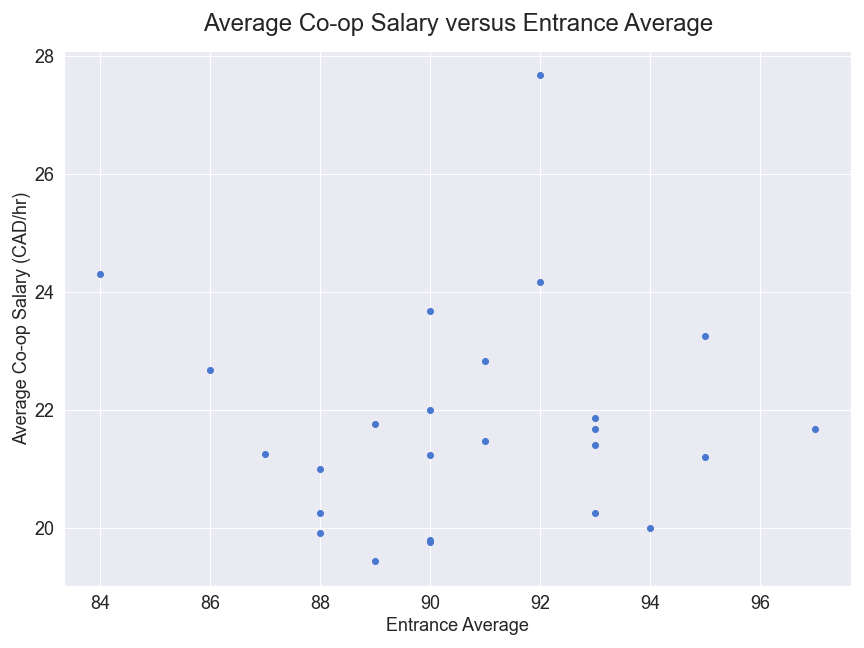 Average Co-op Salary versus Entrance Average
28
26
24
22
20
Average Co-op Salary (CAD/hr)
84 86 88 90 92 94 96
Entrance Average